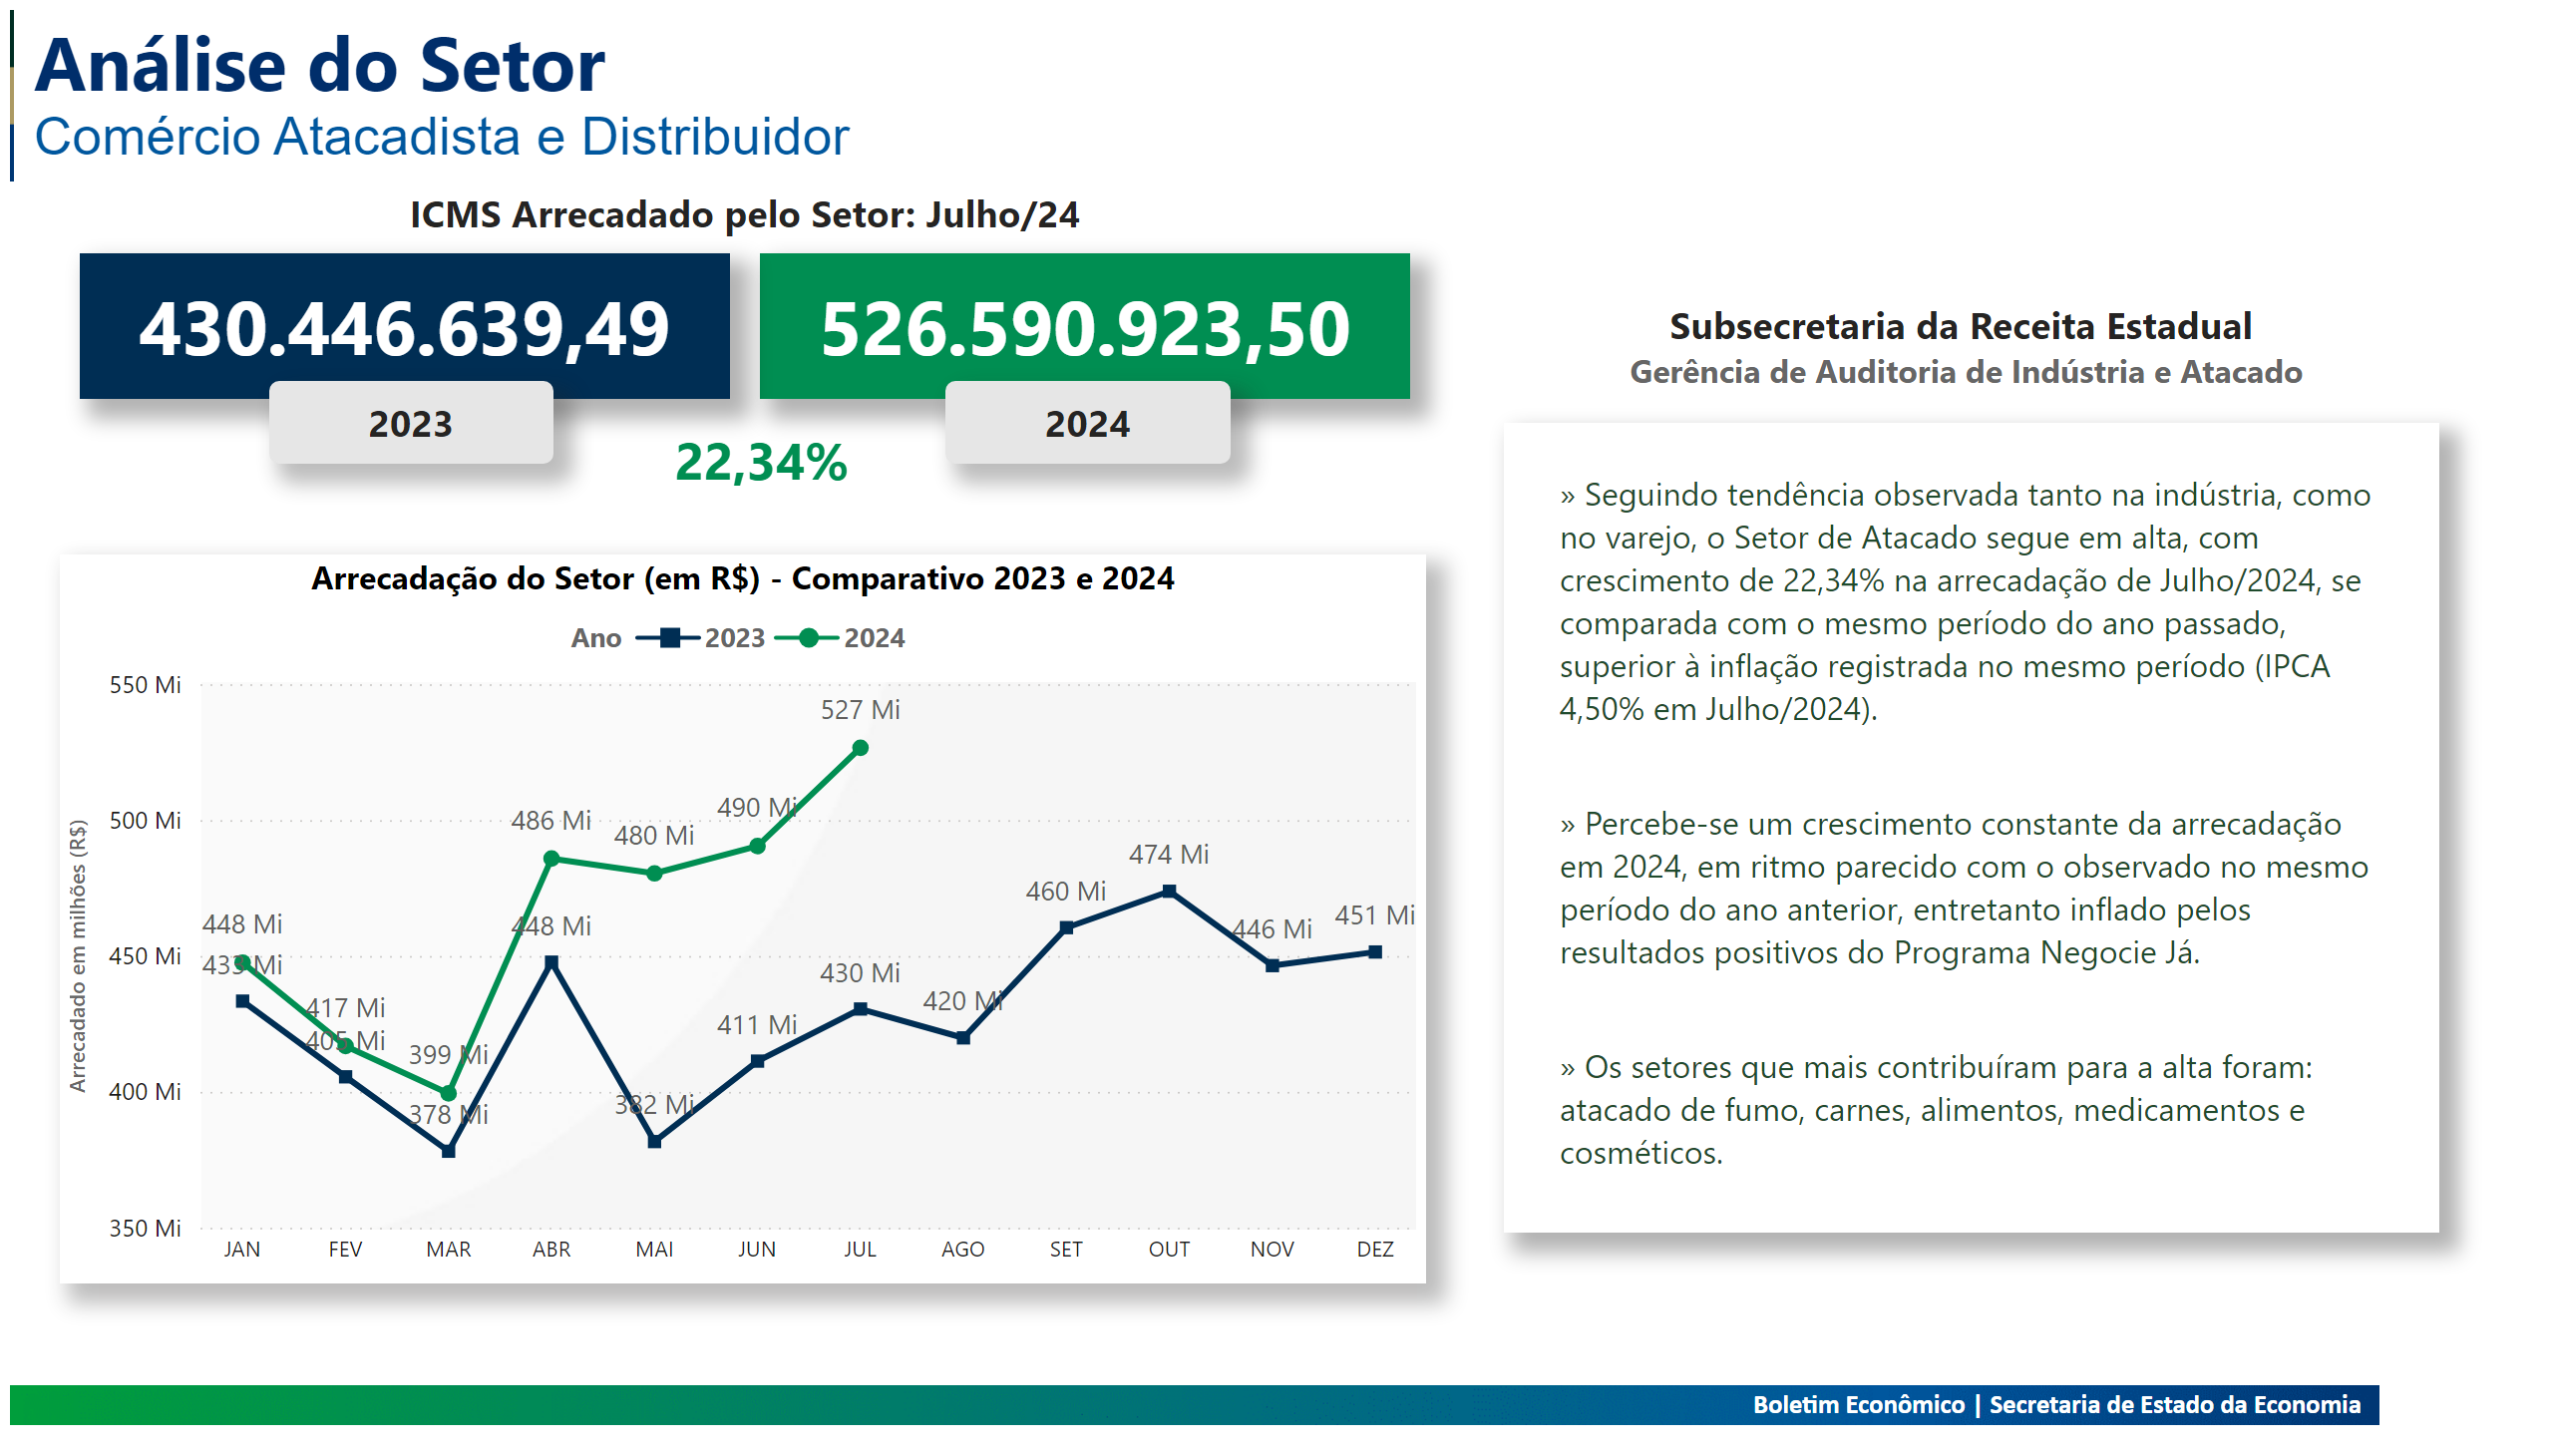 Análise do Setor
Comércio Atacadista e Distribuidor
ICMS Arrecadado pelo Setor: Julho/24
430.446.639,49
526.590.923,50
2023
2024
22,34%
Arrecadação do Setor (em R$) - Comparativo 2023 e 2024
Ano 2023 2024
Arrecadado em milhões (R$)
550 Mi
500 Mi
450 Mi
400 Mi
350 Mi
448 Mi
433 Mi
417 Mi
405 Mi
399 Mi
378 Mi
486 Mi
448 Mi
480 Mi
382 Mi
490 Mi
411 Mi
527 Mi
430 Mi
420 Mi
460 Mi
474 Mi
446 Mi
451 Mi
JAN FEV MAR ABR MAI JUN JUL AGO SET OUT NOV DEZ
Subsecretaria da Receita Estadual
Gerência de Auditoria de Indústria e Atacado
» Seguindo tendência observada tanto na indústria, como
no varejo, o Setor de Atacado segue em alta, com
crescimento de 22,34% na arrecadação de Julho/2024, se
comparada com o mesmo período do ano passado,
superior à inflação registrada no mesmo período (IPCA
4,50% em Julho/2024).
» Percebe-se um crescimento constante da arrecadação
em 2024, em ritmo parecido com o observado no mesmo
período do ano anterior, entretanto inflado pelos
resultados positivos do Programa Negocie Já.
» Os setores que mais contribuíram para a alta foram:
atacado de fumo, carnes, alimentos, medicamentos e
cosméticos.
Boletim Econômico | Secretaria de Estado da Economia